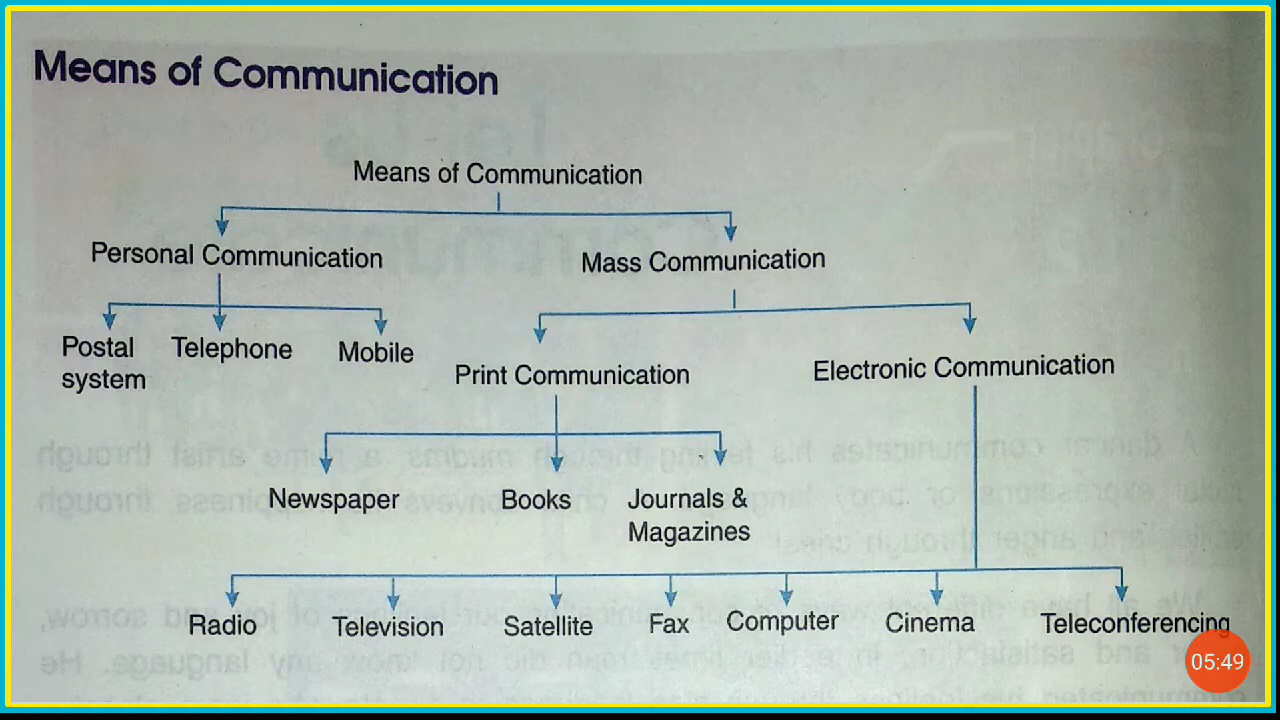 Means of Communication
Means of Communication
Personal Communication
Mass Communication
Postal
system
Telephone
Mobile
Print Communication
Electronic Communication
Newspaper
Books
Journals &
Magazines
Radio
Television
Satellite
Fax
Computer
Cinema
Teleconferencing
05:49